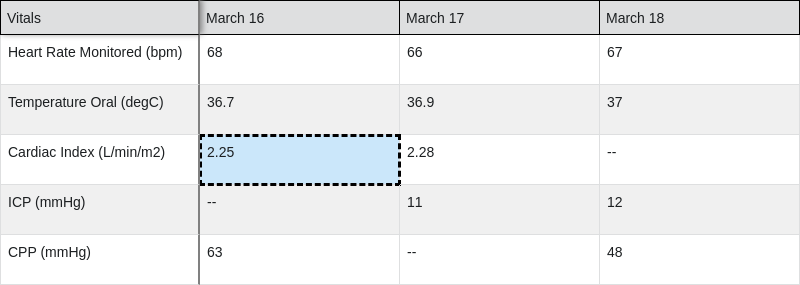 Vitals March 16 March 17 March 18
Heart Rate Monitored (bpm) 68 66 67
Temperature Oral (degC) 36.7 36.9 37
Cardiac Index (L/min/m2) 2.25 2.28 --
ICP (mmHg) -- 11 12
CPP (mmHg) 63 -- 48